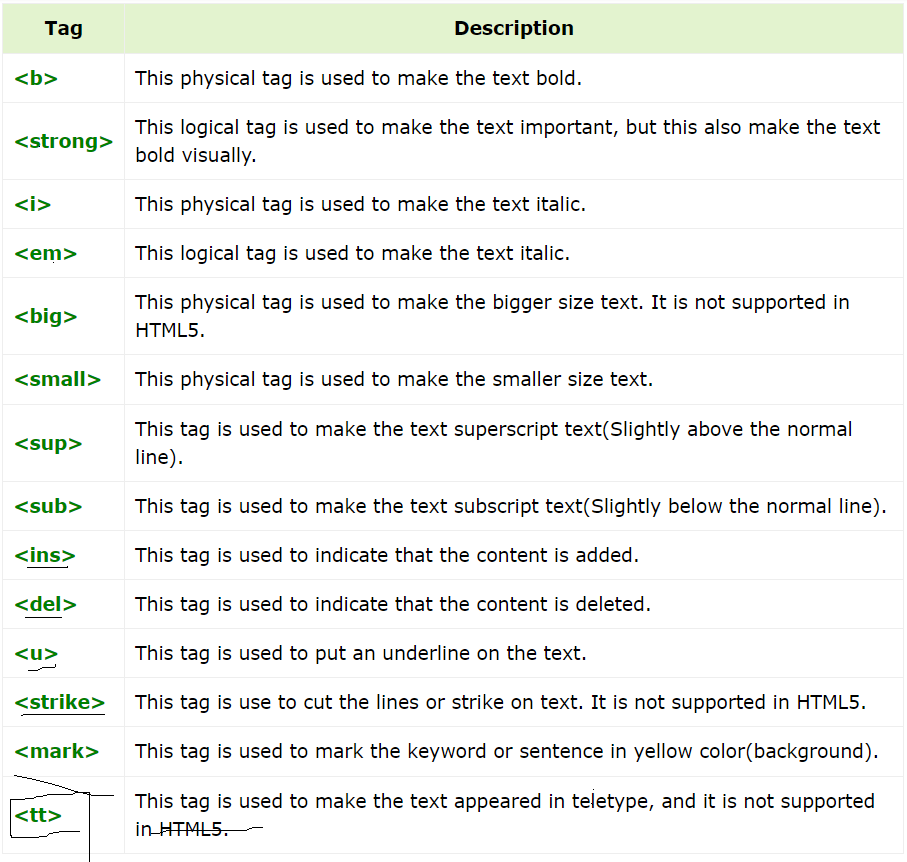 Tag Description
<b> This physical tag is used to make the text bold.
<strong> This logical tag is used to make the text important, but this also make the text
bold visually.
<i> This physical tag is used to make the text italic.
<em> This logical tag is used to make the text italic.
<big> This physical tag is used to make the bigger size text. It is not supported in
HTML5.
<small> This physical tag is used to make the smaller size text.
<sup> This tag is used to make the text superscript text(Slightly above the normal
line).
<sub> This tag is used to make the text subscript text(Slightly below the normal line).
<ins> This tag is used to indicate that the content is added.
<del> This tag is used to indicate that the content is deleted.
<u> This tag is used to put an underline on the text.
<strike> This tag is use to cut the lines or strike on text. It is not supported in HTML5.
<mark> This tag is used to mark the keyword or sentence in yellow color(background).
<tt> This tag is used to make the text appeared in teletype, and it is not supported
in HTML5.